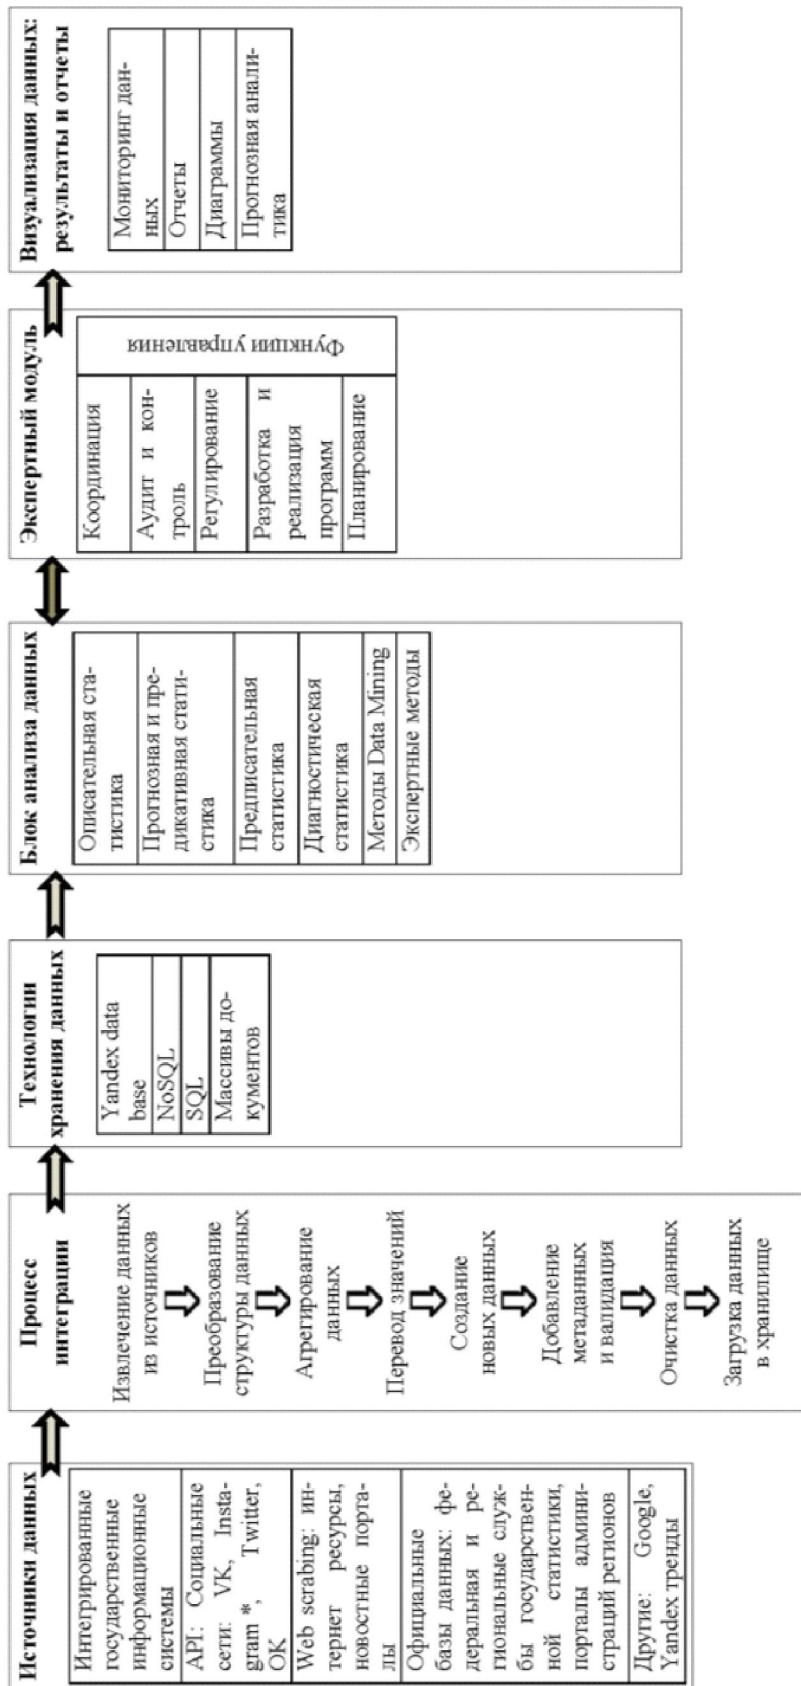 Источники данных
Интегрированные
государственные
информационные
системы
API: Социальные
сети: VK, Insta-
gram *, Twitter,
OK
Web scrabing: ин-
тернет ресурсы,
новостные порта-
лы
Официальные
базы данных: фе-
деральная и ре-
гиональные служ-
бы государствен-
ной статистики,
порталы админи-
страций регионов
Другие: Google,
Yandex тренды
Процесс
интеграции
Извлечение данных
из источников
Преобразование
структуры данных
Агрегирование
данных
Перевод значений
Создание
новых данных
Добавление
метаданных
и валидация
Очистка данных
Загрузка данных
в хранилище
Технологии
хранения данных
Yandex data
base
NoSQL
SQL
Массивы до-
кументов
Блок анализа данных
Описательная ста-
тистика
Прогнозная и пре-
дикативная стати-
стика
Предписательная
статистика
Диагностическая
статистика
Методы Data Mining
Экспертные методы
Экспертный модуль
Координация
Аудит и кон-
троль
Регулирование
Разработка и
реализация
программ
Планирование
Функции управления
Визуализация данных:
результаты и отчеты
Мониторинг дан-
ных
Отчеты
Диаграммы
Прогнозная анали-
тика